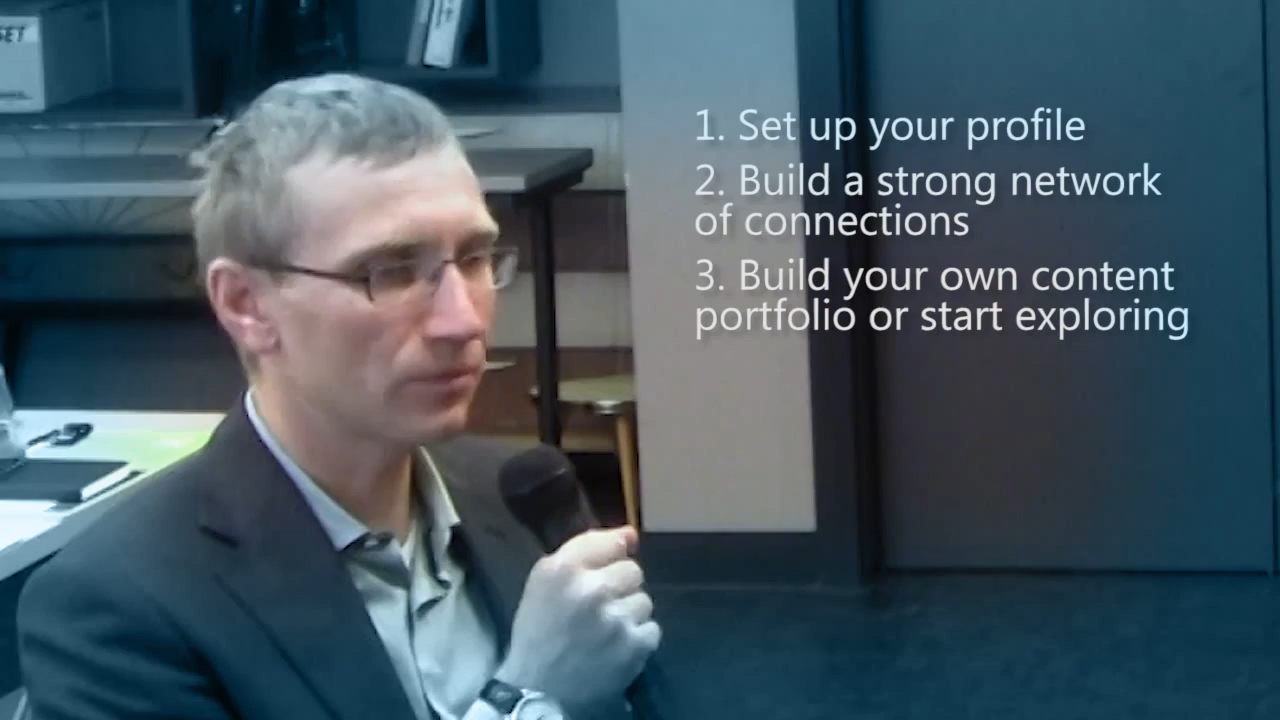 SET
1. Set up your profile
2. Build a strong network
of connections
3. Build your own content
portfolio or start exploring